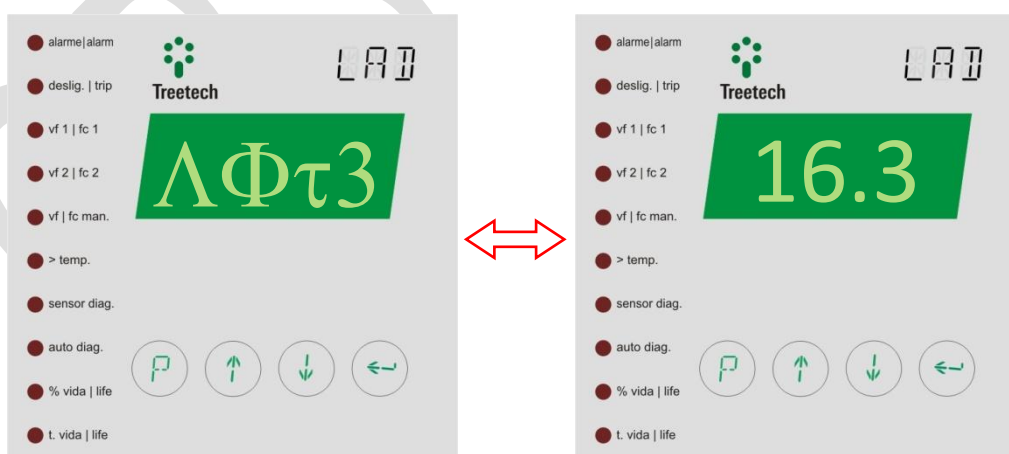 alarme|alarm
deslig. | trip
vf 1 | fc 1
vf 2 | fc 2
vf | fc man.
> temp.
sensor diag.
auto diag.
% vida | life
t. vida | life
Treetech
LAD
ΛΦτ3
P
alarme|alarm
deslig. | trip
vf 1 | fc 1
vf 2 | fc 2
vf | fc man.
> temp.
sensor diag.
auto diag.
% vida | life
t. vida | life
Treetech
LAD
16.3
P